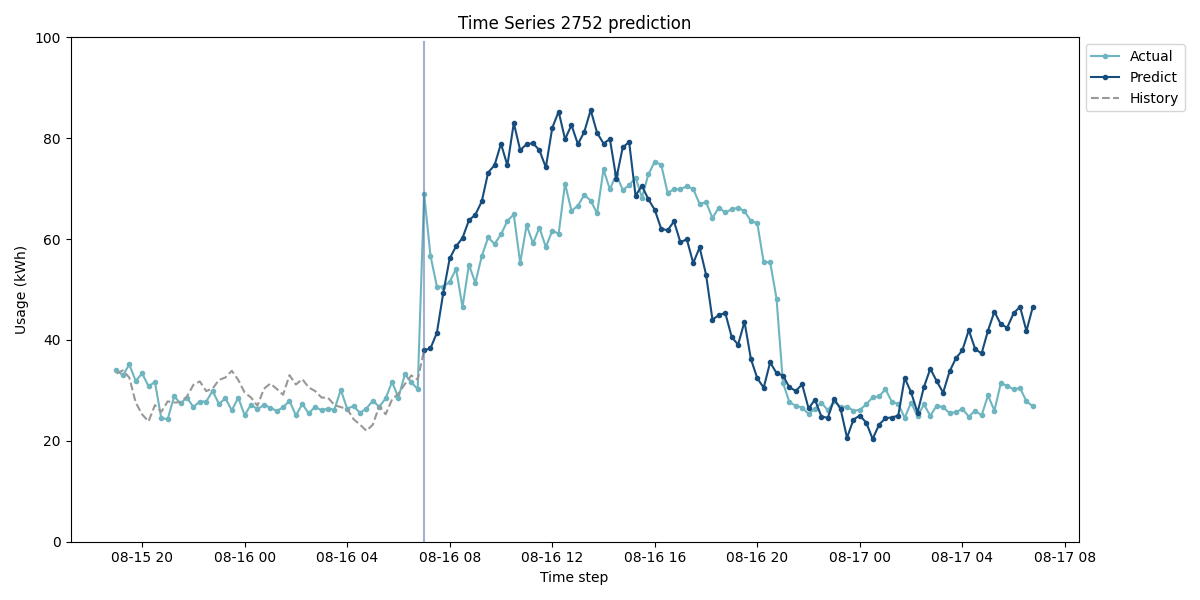 Time Series 2752 prediction
100
80
60
40
20
0
Usage (kWh)
08-15 20
08-16 00
08-16 04
08-16 08
08-16 12
08-16 16
08-16 20
08-17 00
08-17 04
08-17 08
Time step
Actual
Predict
History